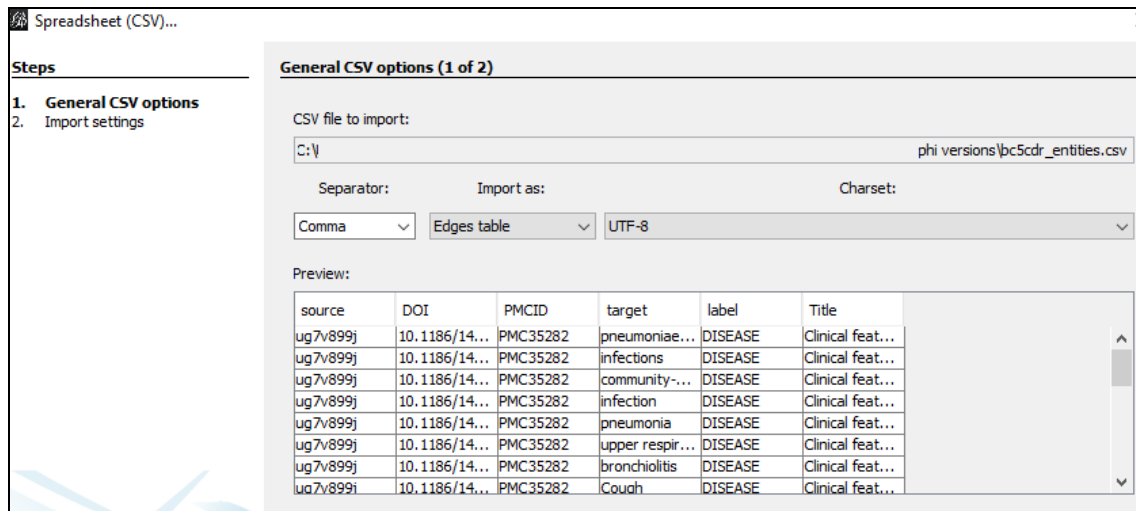 Spreadsheet (CSV)...
Steps
1. General CSV options
2. Import settings
General CSV options (1 of 2)
CSV file to import:
C:\ phi versions\bc5cdr_entities.csv
Separator: Import as: Charset:
Comma Edges table UTF-8
Preview:
source DOI PMCID target label Title
ug7v899j 10.1186/14... PMC35282 pneumoniae... DISEASE Clinical feat...
ug7v899j 10.1186/14... PMC35282 infections DISEASE Clinical feat...
ug7v899j 10.1186/14... PMC35282 community-... DISEASE Clinical feat...
ug7v899j 10.1186/14... PMC35282 infection DISEASE Clinical feat...
ug7v899j 10.1186/14... PMC35282 pneumonia DISEASE Clinical feat...
ug7v899j 10.1186/14... PMC35282 upper respir... DISEASE Clinical feat...
ug7v899j 10.1186/14... PMC35282 bronchiolitis DISEASE Clinical feat...
ug7v899j 10.1186/14... PMC35282 Cough DISEASE Clinical feat...